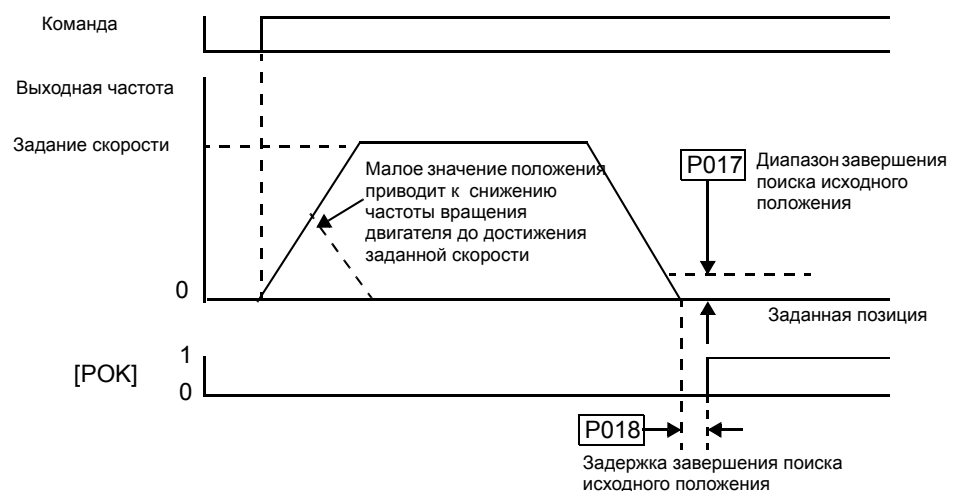 Команда
Выходная частота
Задание скорости
Малое значение положения
приводит к снижению
частоты вращения
двигателя до достижения
заданной скорости
P017
Диапазон завершения
поиска исходного
положения
0
Заданная позиция
[POK]
1
0
P018
Задержка завершения поиска
исходного положения